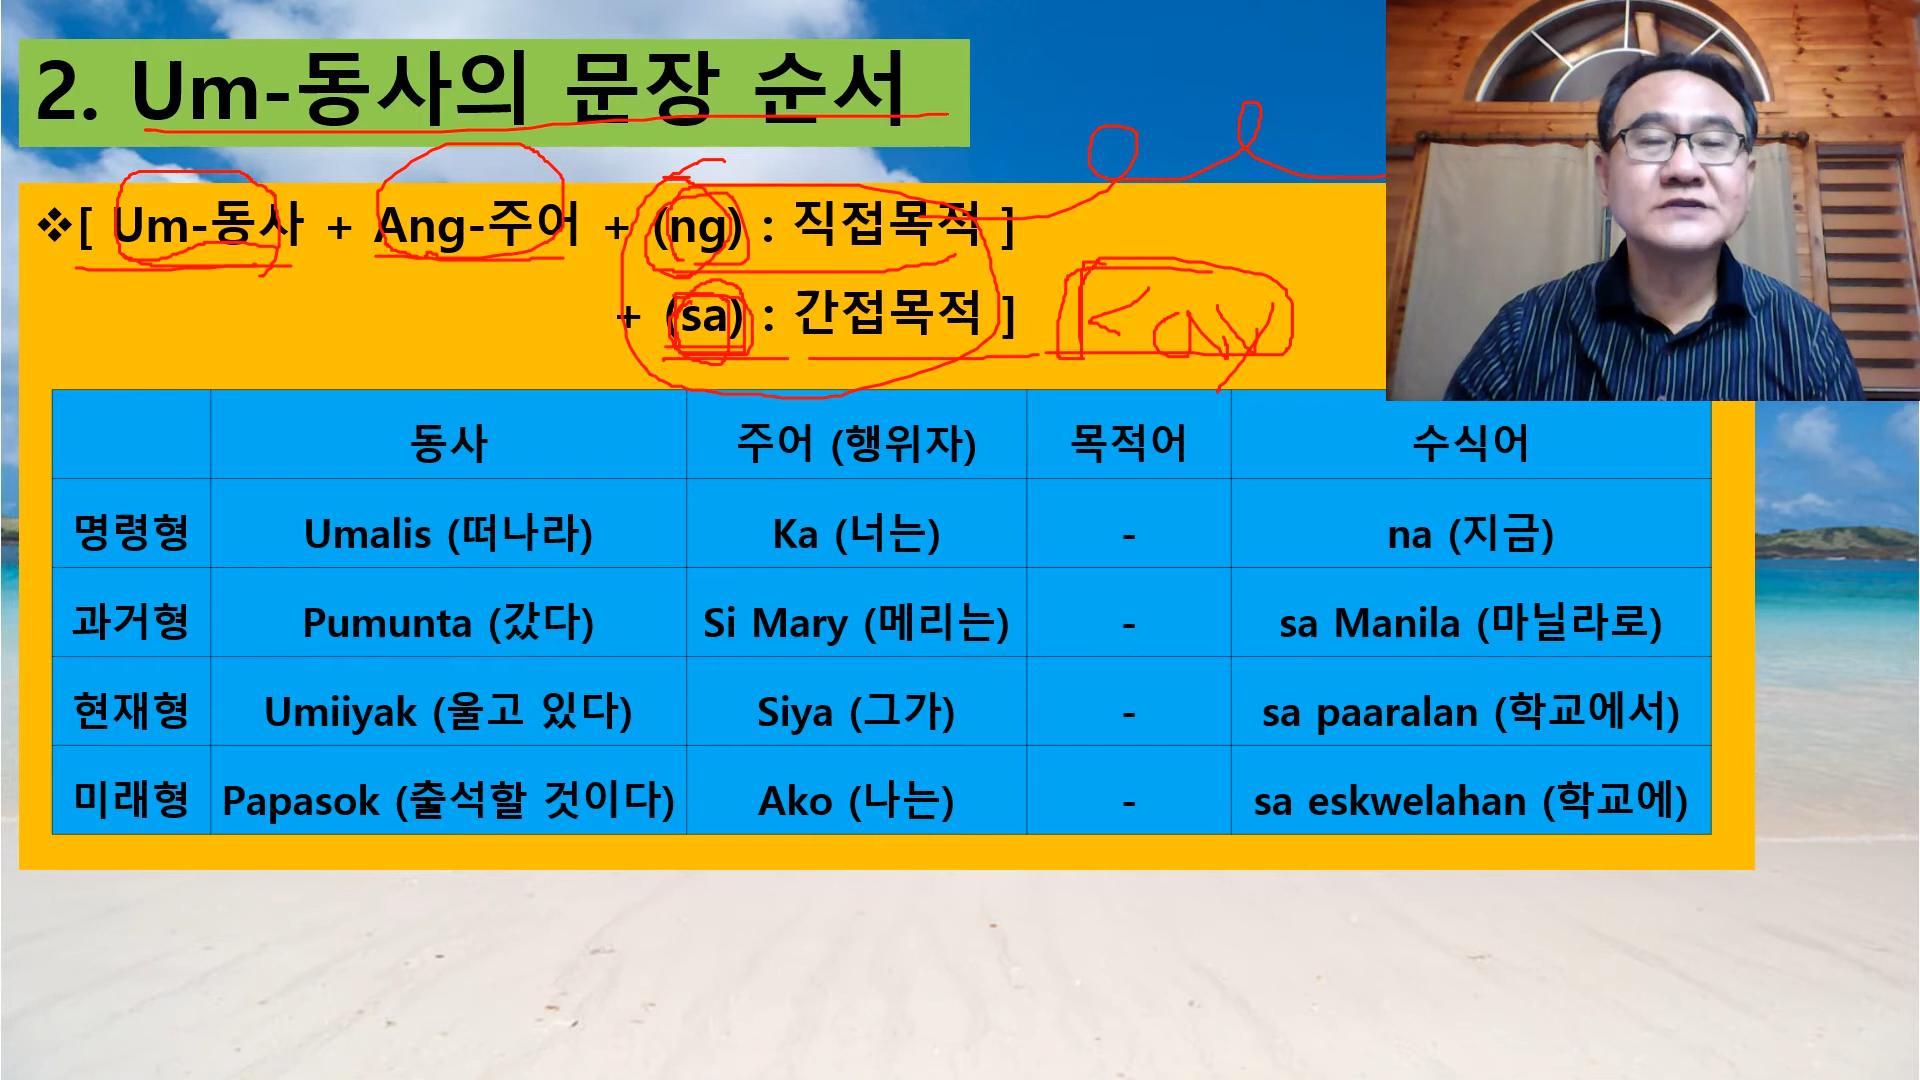 2. Um-동사의 문장 순서
❖[ Um-동사 + Ang-주어 + (ng) : 직접목적 ]
+ (sa) : 간접목적 ]
Kay
동사 주어 (행위자) 목적어 수식어
명령형 Umalis (떠나라) Ka (너는) - na (지금)
과거형 Pumunta (갔다) Si Mary (메리는) - sa Manila (마닐라로)
현재형 Umiiyak (울고 있다) Siya (그가) - sa paaralan (학교에서)
미래형 Papasok (출석할 것이다) Ako (나는) - sa eskwelahan (학교에)